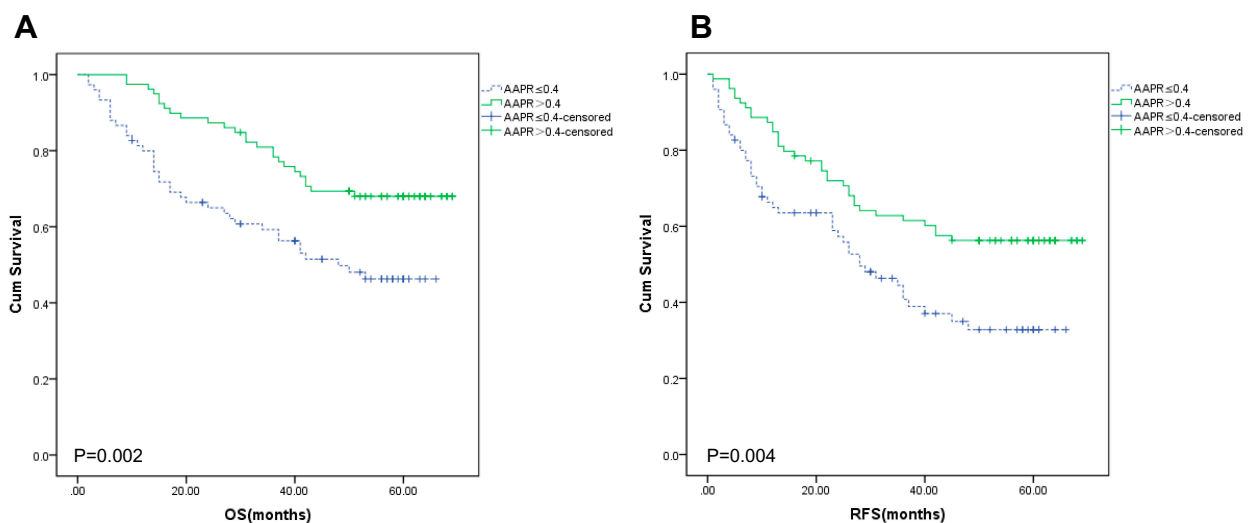 A
AAPR≤0.4
AAPR>0.4
AAPR≤0.4-censored
AAPR>0.4-censored
1.0
0.8
0.6
0.4
0.2
0.0
Cum Survival
P=0.002
.00
20.00
40.00
60.00
OS(months)
B
AAPR≤0.4
AAPR>0.4
AAPR≤0.4-censored
AAPR>0.4-censored
1.0
0.8
0.6
0.4
0.2
0.0
Cum Survival
P=0.004
.00
20.00
40.00
60.00
RFS(months)